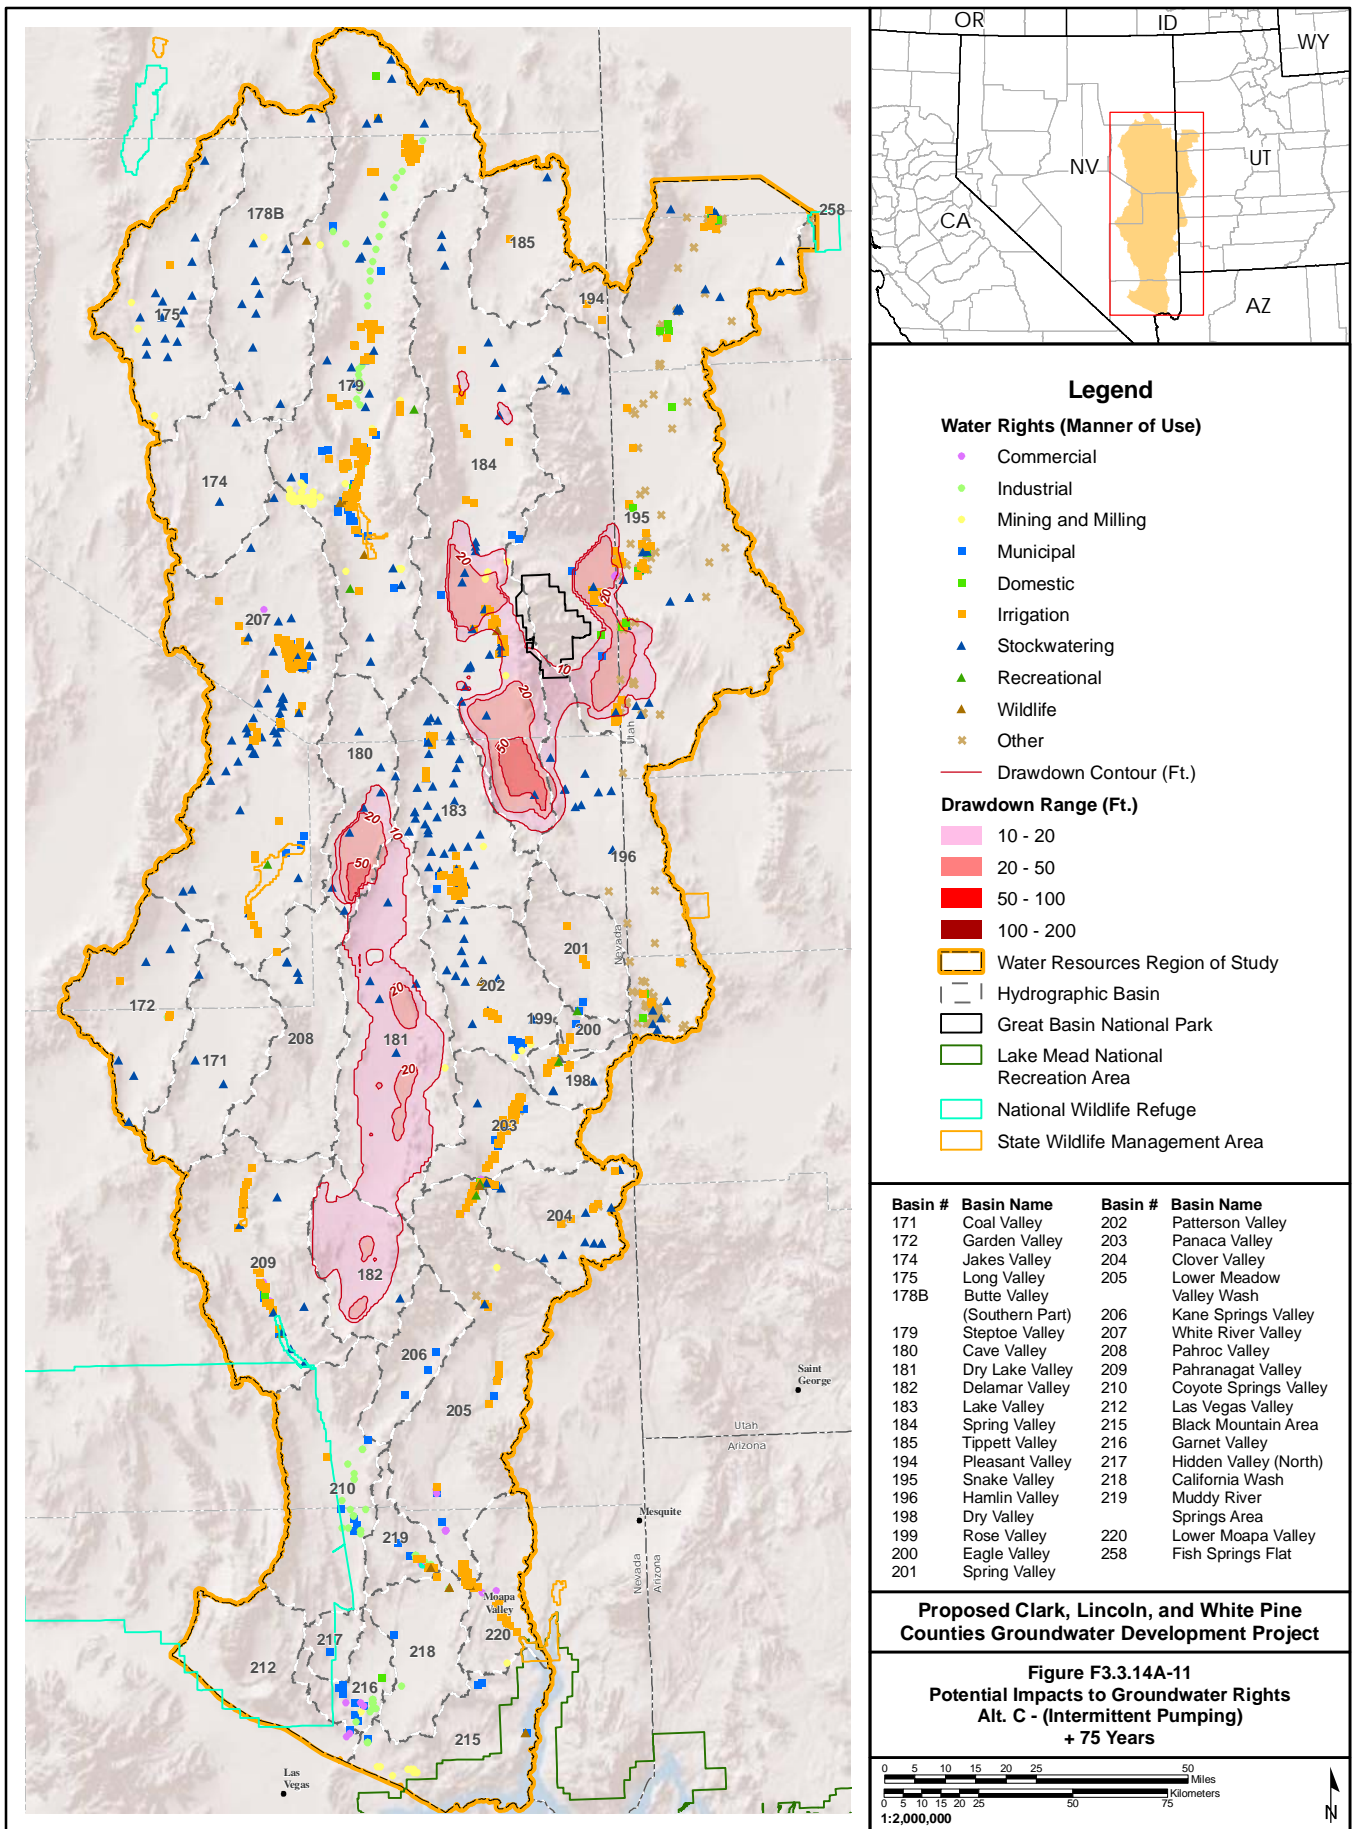 OR
ID
WY
NV
UT
CA
AZ
178B
185
258
194
175
179
184
174
195
207
180
183
196
201
202
172
199
200
208
181
171
198
203
204
209
182
206
205
210
219
217
218
220
212
216
215
20
20
10
20
50
20
10
50
20
20
Utah
Nevada
Saint
George
Utah
Arizona
Mesquite
Nevada
Arizona
Moapa
Valley
Las
Vegas
Legend
Water Rights (Manner of Use)
Commercial
Industrial
Mining and Milling
Municipal
Domestic
Irrigation
Stockwatering
Recreational
Wildlife
Other
Drawdown Contour (Ft.)
Drawdown Range (Ft.)
10 - 20
20 - 50
50 - 100
100 - 200
Water Resources Region of Study
Hydrographic Basin
Great Basin National Park
Lake Mead National
Recreation Area
National Wildlife Refuge
State Wildlife Management Area
Basin # Basin Name Basin # Basin Name
171 Coal Valley 202 Patterson Valley
172 Garden Valley 203 Panaca Valley
174 Jakes Valley 204 Clover Valley
175 Long Valley 205 Lower Meadow
178B Butte Valley Valley Wash
(Southern Part) 206 Kane Springs Valley
179 Steptoe Valley 207 White River Valley
180 Cave Valley 208 Pahroc Valley
181 Dry Lake Valley 209 Pahranagat Valley
182 Delamar Valley 210 Coyote Springs Valley
183 Lake Valley 212 Las Vegas Valley
184 Spring Valley 215 Black Mountain Area
185 Tippett Valley 216 Garnet Valley
194 Pleasant Valley 217 Hidden Valley (North)
195 Snake Valley 218 California Wash
196 Hamlin Valley 219 Muddy River
198 Dry Valley Springs Area
199 Rose Valley 220 Lower Moapa Valley
200 Eagle Valley 258 Fish Springs Flat
201 Spring Valley
Proposed Clark, Lincoln, and White Pine
Counties Groundwater Development Project
Figure F3.3.14A-11
Potential Impacts to Groundwater Rights
Alt. C - (Intermittent Pumping)
+ 75 Years
0 5 10 15 20 25 50
Miles
Kilometers
0 5 10 15 20 25 50 75
1:2,000,000
N